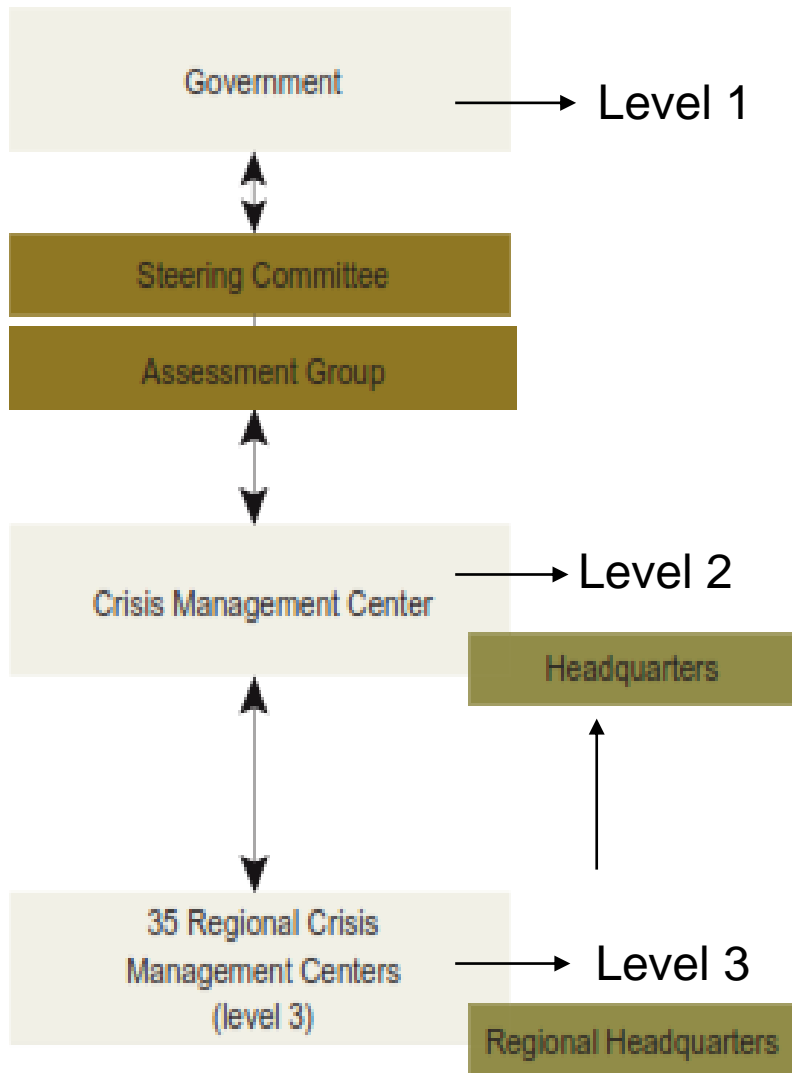 Government
Level 1
Steering Committee
Assessment Group
Level 2
Crisis Management Center
Headquarters
35 Regional Crisis
Management Centers
(level 3)
Level 3
Regional Headquarters